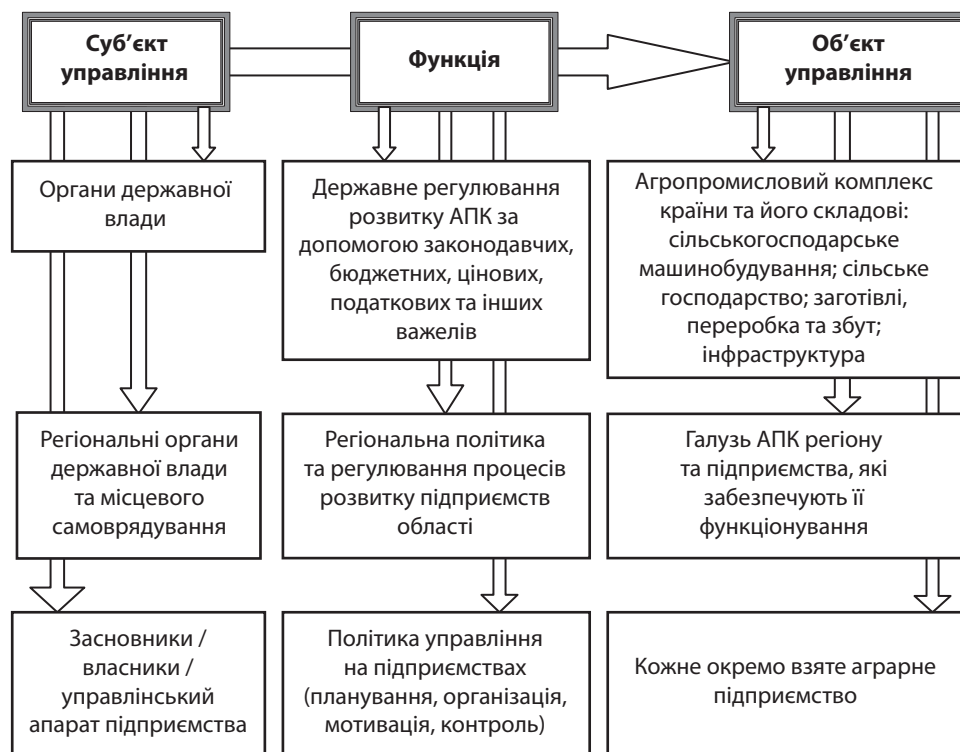 Суб’єкт
управління
Функція
Об’єкт
управління
Органи державної
влади
Державне регулювання
розвитку АПК за
допомогою законодавчих,
бюджетних, цінових,
податкових та інших
важелів
Агропромисловий комплекс
країни та його складові:
сільськогосподарське
машинобудування; сільське
господарство; заготівлі,
переробка та збут;
інфраструктура
Регіональні органи
державної влади
та місцевого
самоврядування
Регіональна політика
та регулювання процесів
розвитку підприємств
області
Галузь АПК регіону
та підприємства, які
забезпечують її
функціонування
Засновники /
власники /
управлінський
апарат підприємства
Політика управління
на підприємствах
(планування, організація,
мотивація, контроль)
Кожне окремо взяте аграрне
підприємство